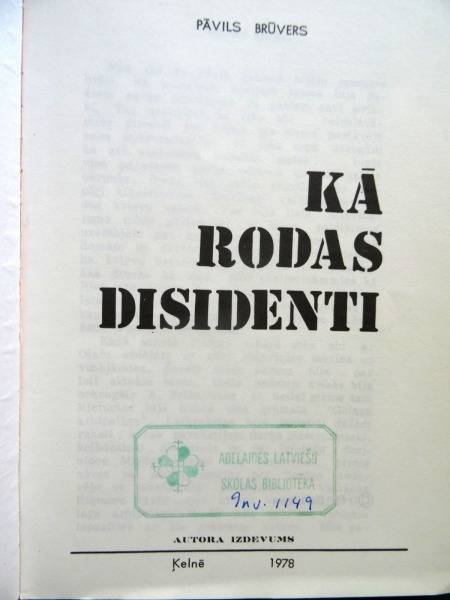 PĀVILS BRŪVERS
KĀ
RODAS
DISIDENTI
ADELAIDES LATVIEŠU
SKOLAS BIBLIOTĒKA
Inv. 1149
AUTORA IZDEVUMS
Ķelnē 1978